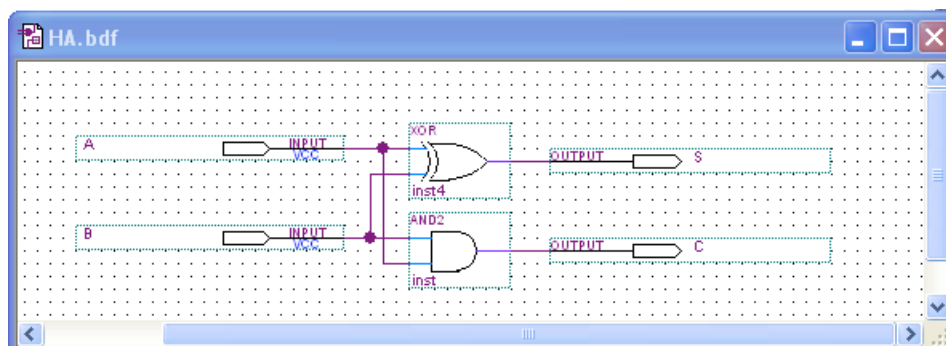 HA.bdf
XOR
A INPUT
VCC
OUTPUT S
inst4
AND2
B INPUT
VCC
OUTPUT C
inst